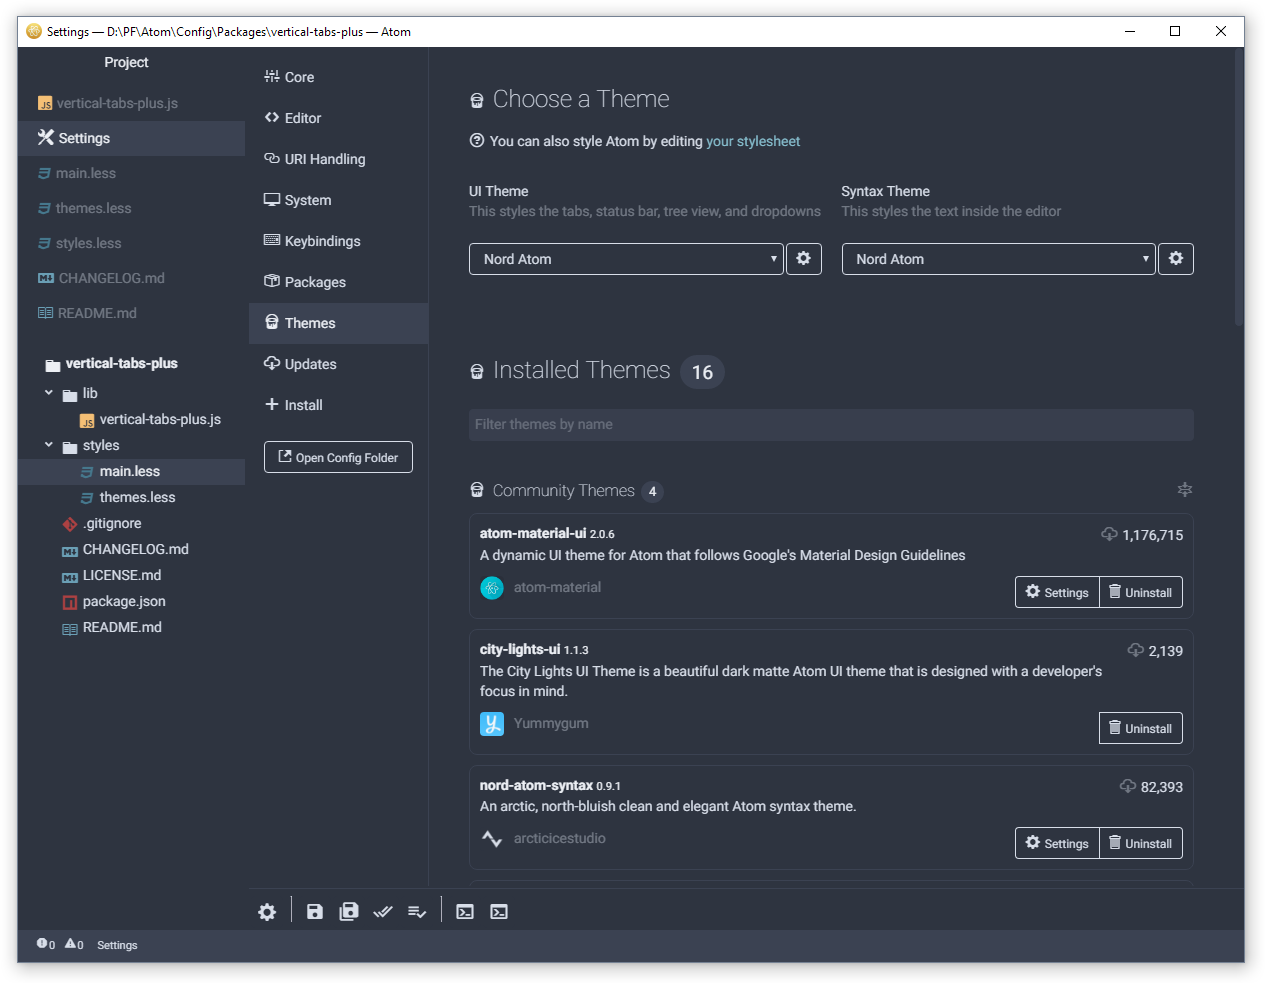 Settings — D:\PF\Atom\Config\Packages\vertical-tabs-plus — Atom
Project
vertical-tabs-plus.js
Settings
main.less
themes.less
styles.less
CHANGELOG.md
README.md
vertical-tabs-plus
lib
vertical-tabs-plus.js
styles
main.less
themes.less
.gitignore
CHANGELOG.md
LICENSE.md
package.json
README.md
Core
Editor
URI Handling
System
Keybindings
Packages
Themes
Updates
Install
Open Config Folder
Choose a Theme
You can also style Atom by editing your stylesheet
UI Theme
This styles the tabs, status bar, tree view, and dropdowns
Nord Atom
Syntax Theme
This styles the text inside the editor
Nord Atom
Installed Themes 16
Filter themes by name
Community Themes 4
atom-material-ui 2.0.6
1,176,715
A dynamic UI theme for Atom that follows Google's Material Design Guidelines
atom-material
Settings
Uninstall
city-lights-ui 1.1.3
2,139
The City Lights UI Theme is a beautiful dark matte Atom UI theme that is designed with a developer's
focus in mind.
Yummygum
Uninstall
nord-atom-syntax 0.9.1
82,393
An arctic, north-bluish clean and elegant Atom syntax theme.
arcticicestudio
Settings
Uninstall
0
0
Settings